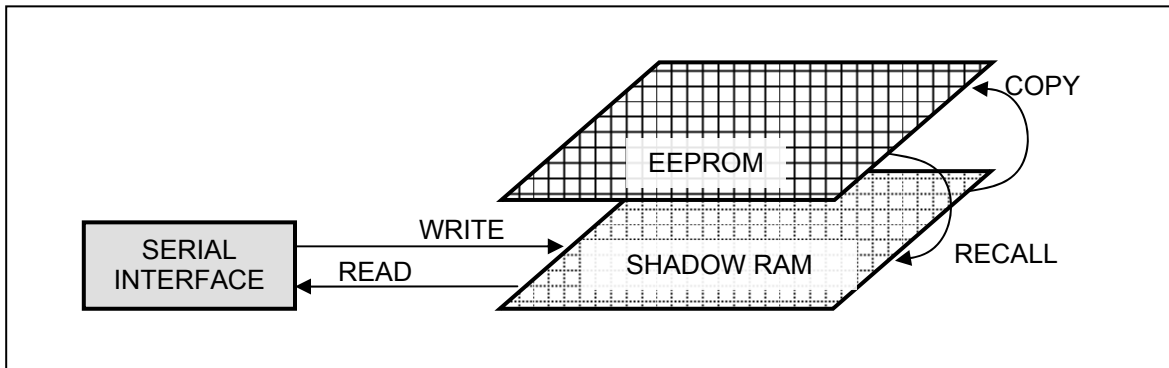 COPY
EEPROM
WRITE
SERIAL
INTERFACE
READ
SHADOW RAM
RECALL